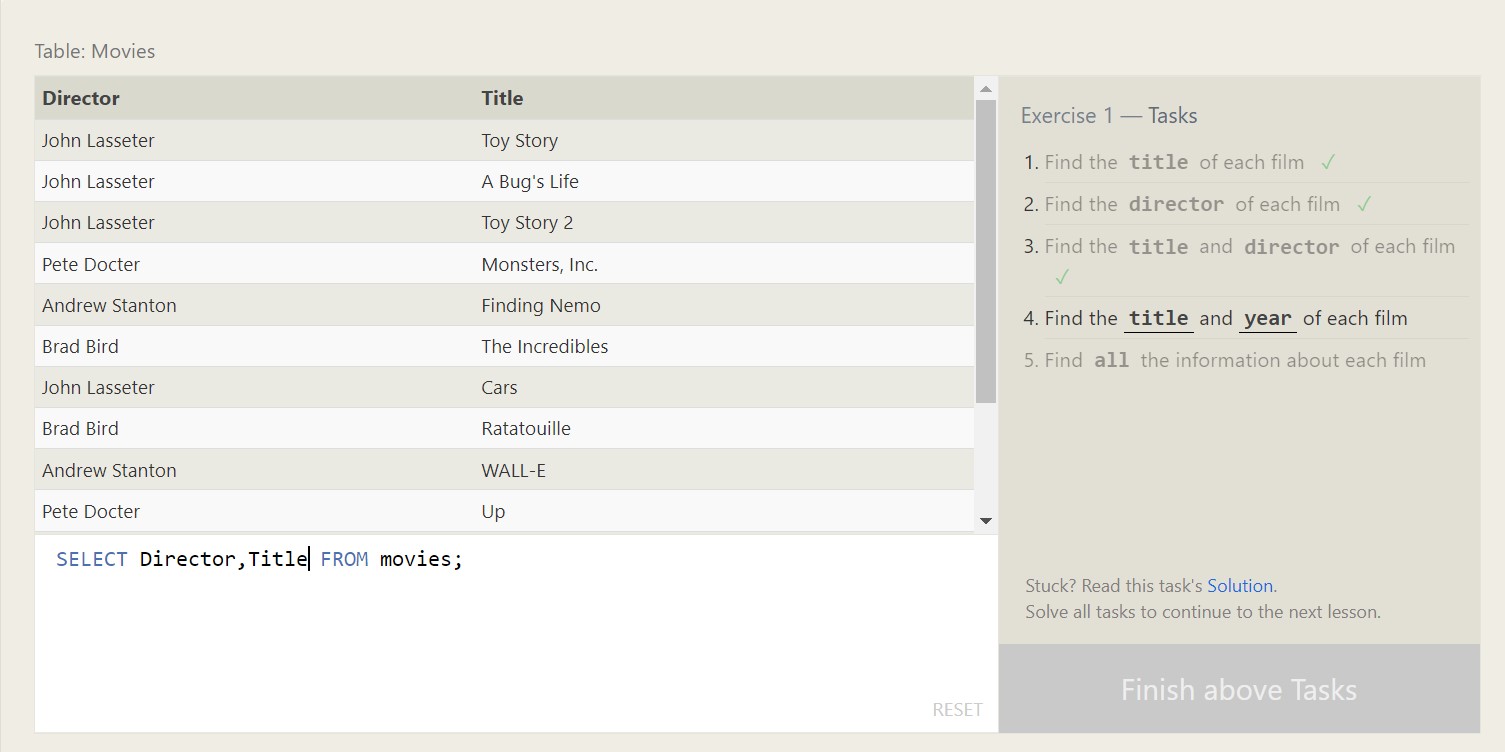 Table: Movies
Director Title
John Lasseter Toy Story
John Lasseter A Bug's Life
John Lasseter Toy Story 2
Pete Docter Monsters, Inc.
Andrew Stanton Finding Nemo
Brad Bird The Incredibles
John Lasseter Cars
Brad Bird Ratatouille
Andrew Stanton WALL-E
Pete Docter Up
SELECT Director,Title FROM movies;
RESET
Exercise 1 — Tasks
1. Find the title of each film ✓
2. Find the director of each film ✓
3. Find the title and director of each film
✓
4. Find the title and year of each film
5. Find all the information about each film
Stuck? Read this task's Solution.
Solve all tasks to continue to the next lesson.
Finish above Tasks